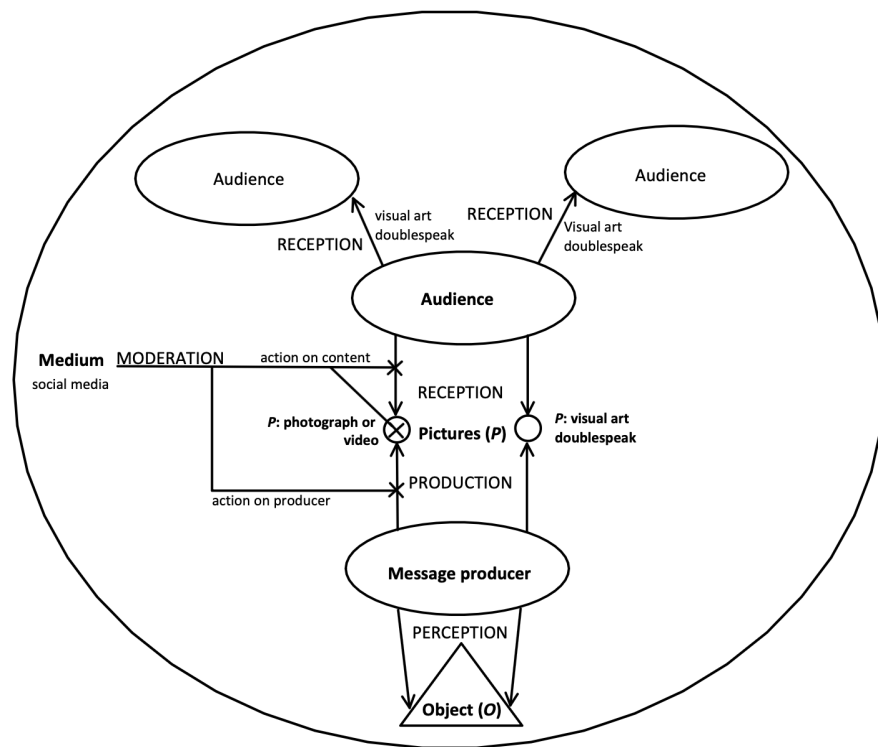 Audience
Audience
visual art
doublespeak
RECEPTION
RECEPTION
Visual art
doublespeak
Audience
Medium
social media
MODERATION
action on content
RECEPTION
P: photograph or
video
Pictures (P)
P: visual art
doublespeak
PRODUCTION
action on producer
Message producer
PERCEPTION
Object (O)